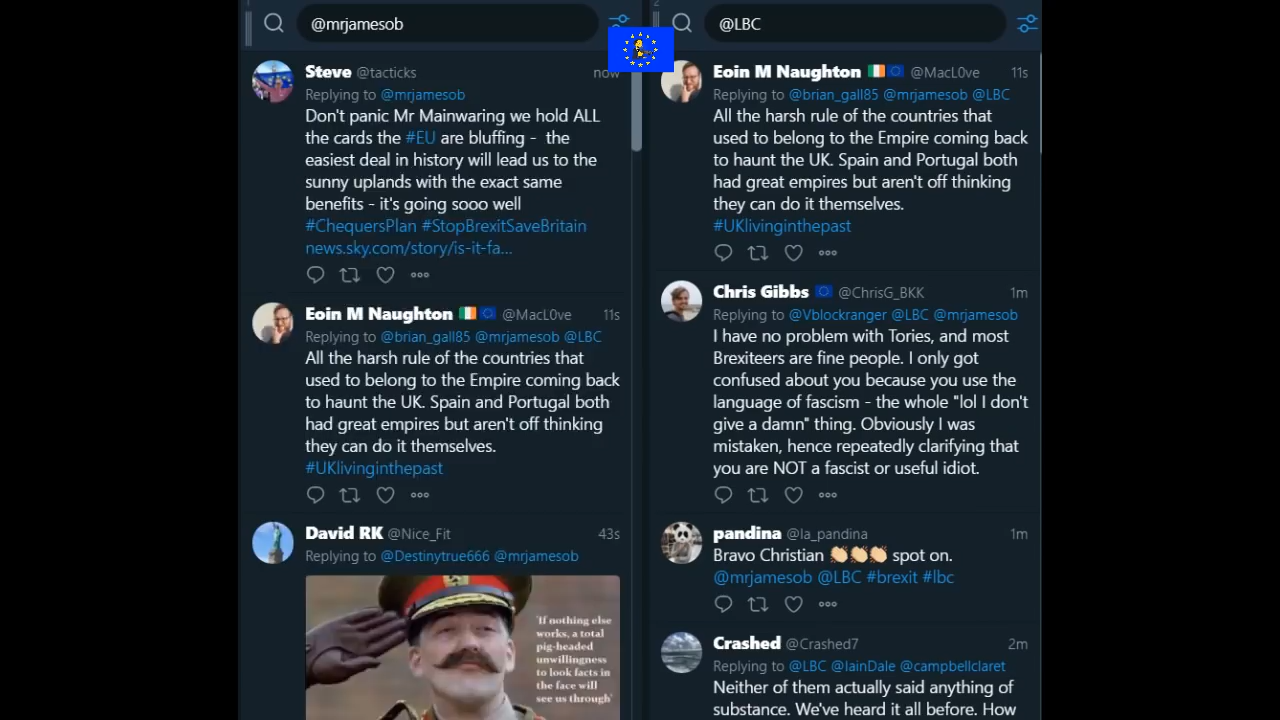 1
@mrjamesob
Steve @tacticks now
Replying to @mrjamesob
Don't panic Mr Mainwaring we hold ALL
the cards the #EU are bluffing - the
easiest deal in history will lead us to the
sunny uplands with the exact same
benefits - it's going sooo well
#ChequersPlan #StopBrexitSaveBritain
news.sky.com/story/is-it-fa...
Eoin M Naughton @MacL0ve 11s
Replying to @brian_gall85 @mrjamesob @LBC
All the harsh rule of the countries that
used to belong to the Empire coming back
to haunt the UK. Spain and Portugal both
had great empires but aren't off thinking
they can do it themselves.
#UKlivinginthepast
David RK @Nice_Fit 43s
Replying to @Destinytrue666 @mrjamesob
'If nothing else
works, a total
pig-headed
unwillingness
to look facts in
the face will
see us through'
2
@LBC
Eoin M Naughton @MacL0ve 11s
Replying to @brian_gall85 @mrjamesob @LBC
All the harsh rule of the countries that
used to belong to the Empire coming back
to haunt the UK. Spain and Portugal both
had great empires but aren't off thinking
they can do it themselves.
#UKlivinginthepast
Chris Gibbs @ChrisG_BKK 1m
Replying to @Vblockranger @LBC @mrjamesob
I have no problem with Tories, and most
Brexiteers are fine people. I only got
confused about you because you use the
language of fascism - the whole "lol I don't
give a damn" thing. Obviously I was
mistaken, hence repeatedly clarifying that
you are NOT a fascist or useful idiot.
pandina @la_pandina 1m
Bravo Christian 👏🏻👏🏻👏🏻 spot on.
@mrjamesob @LBC #brexit #lbc
Crashed @Crashed7 2m
Replying to @LBC @IainDale @campbellclaret
Neither of them actually said anything of
substance. We've heard it all before. How